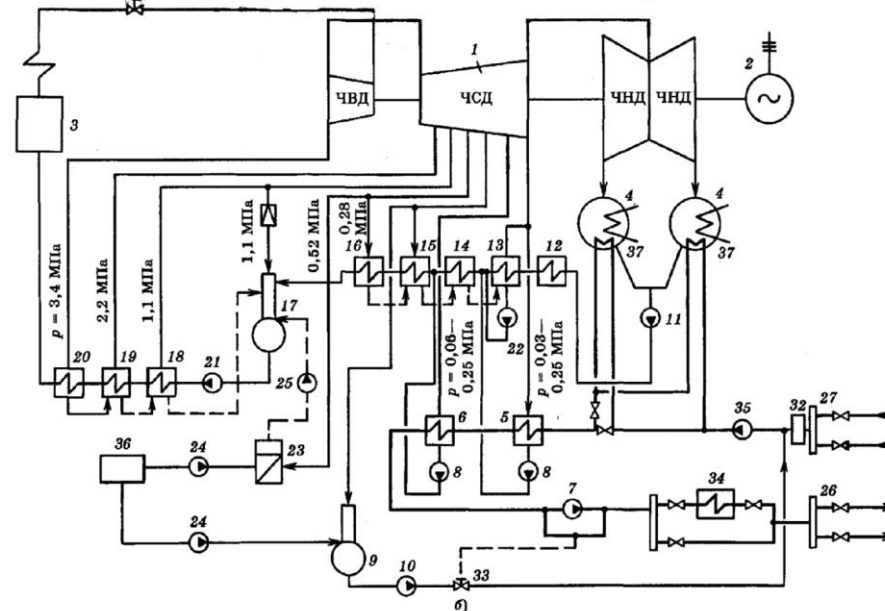 1
2
3
ЧВД
ЧСД
ЧНД
ЧНД
4
4
37
37
p = 3,4 МПа
2,2 МПа
1,1 МПа
1,1 МПа
0,52 МПа
0,28 МПа
16
15
14
13
12
17
11
22
20
19
18
21
25
p = 0,06—
0,25 МПа
p = 0,03—
0,25 МПа
6
5
35
32
27
36
24
23
8
8
7
34
26
24
9
10
33
б)